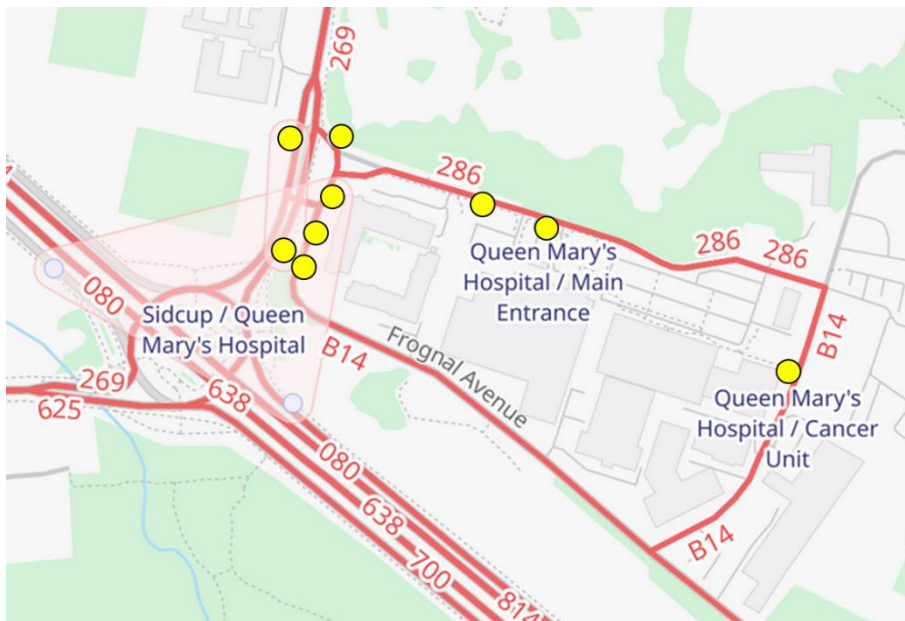 269
286
286
286
Queen Mary's
Hospital / Main
Entrance
080
Sidcup / Queen
Mary's Hospital
B14
B14
Frognal Avenue
269
625
638
Queen Mary's
Hospital / Cancer
Unit
080
638
700
B14
814